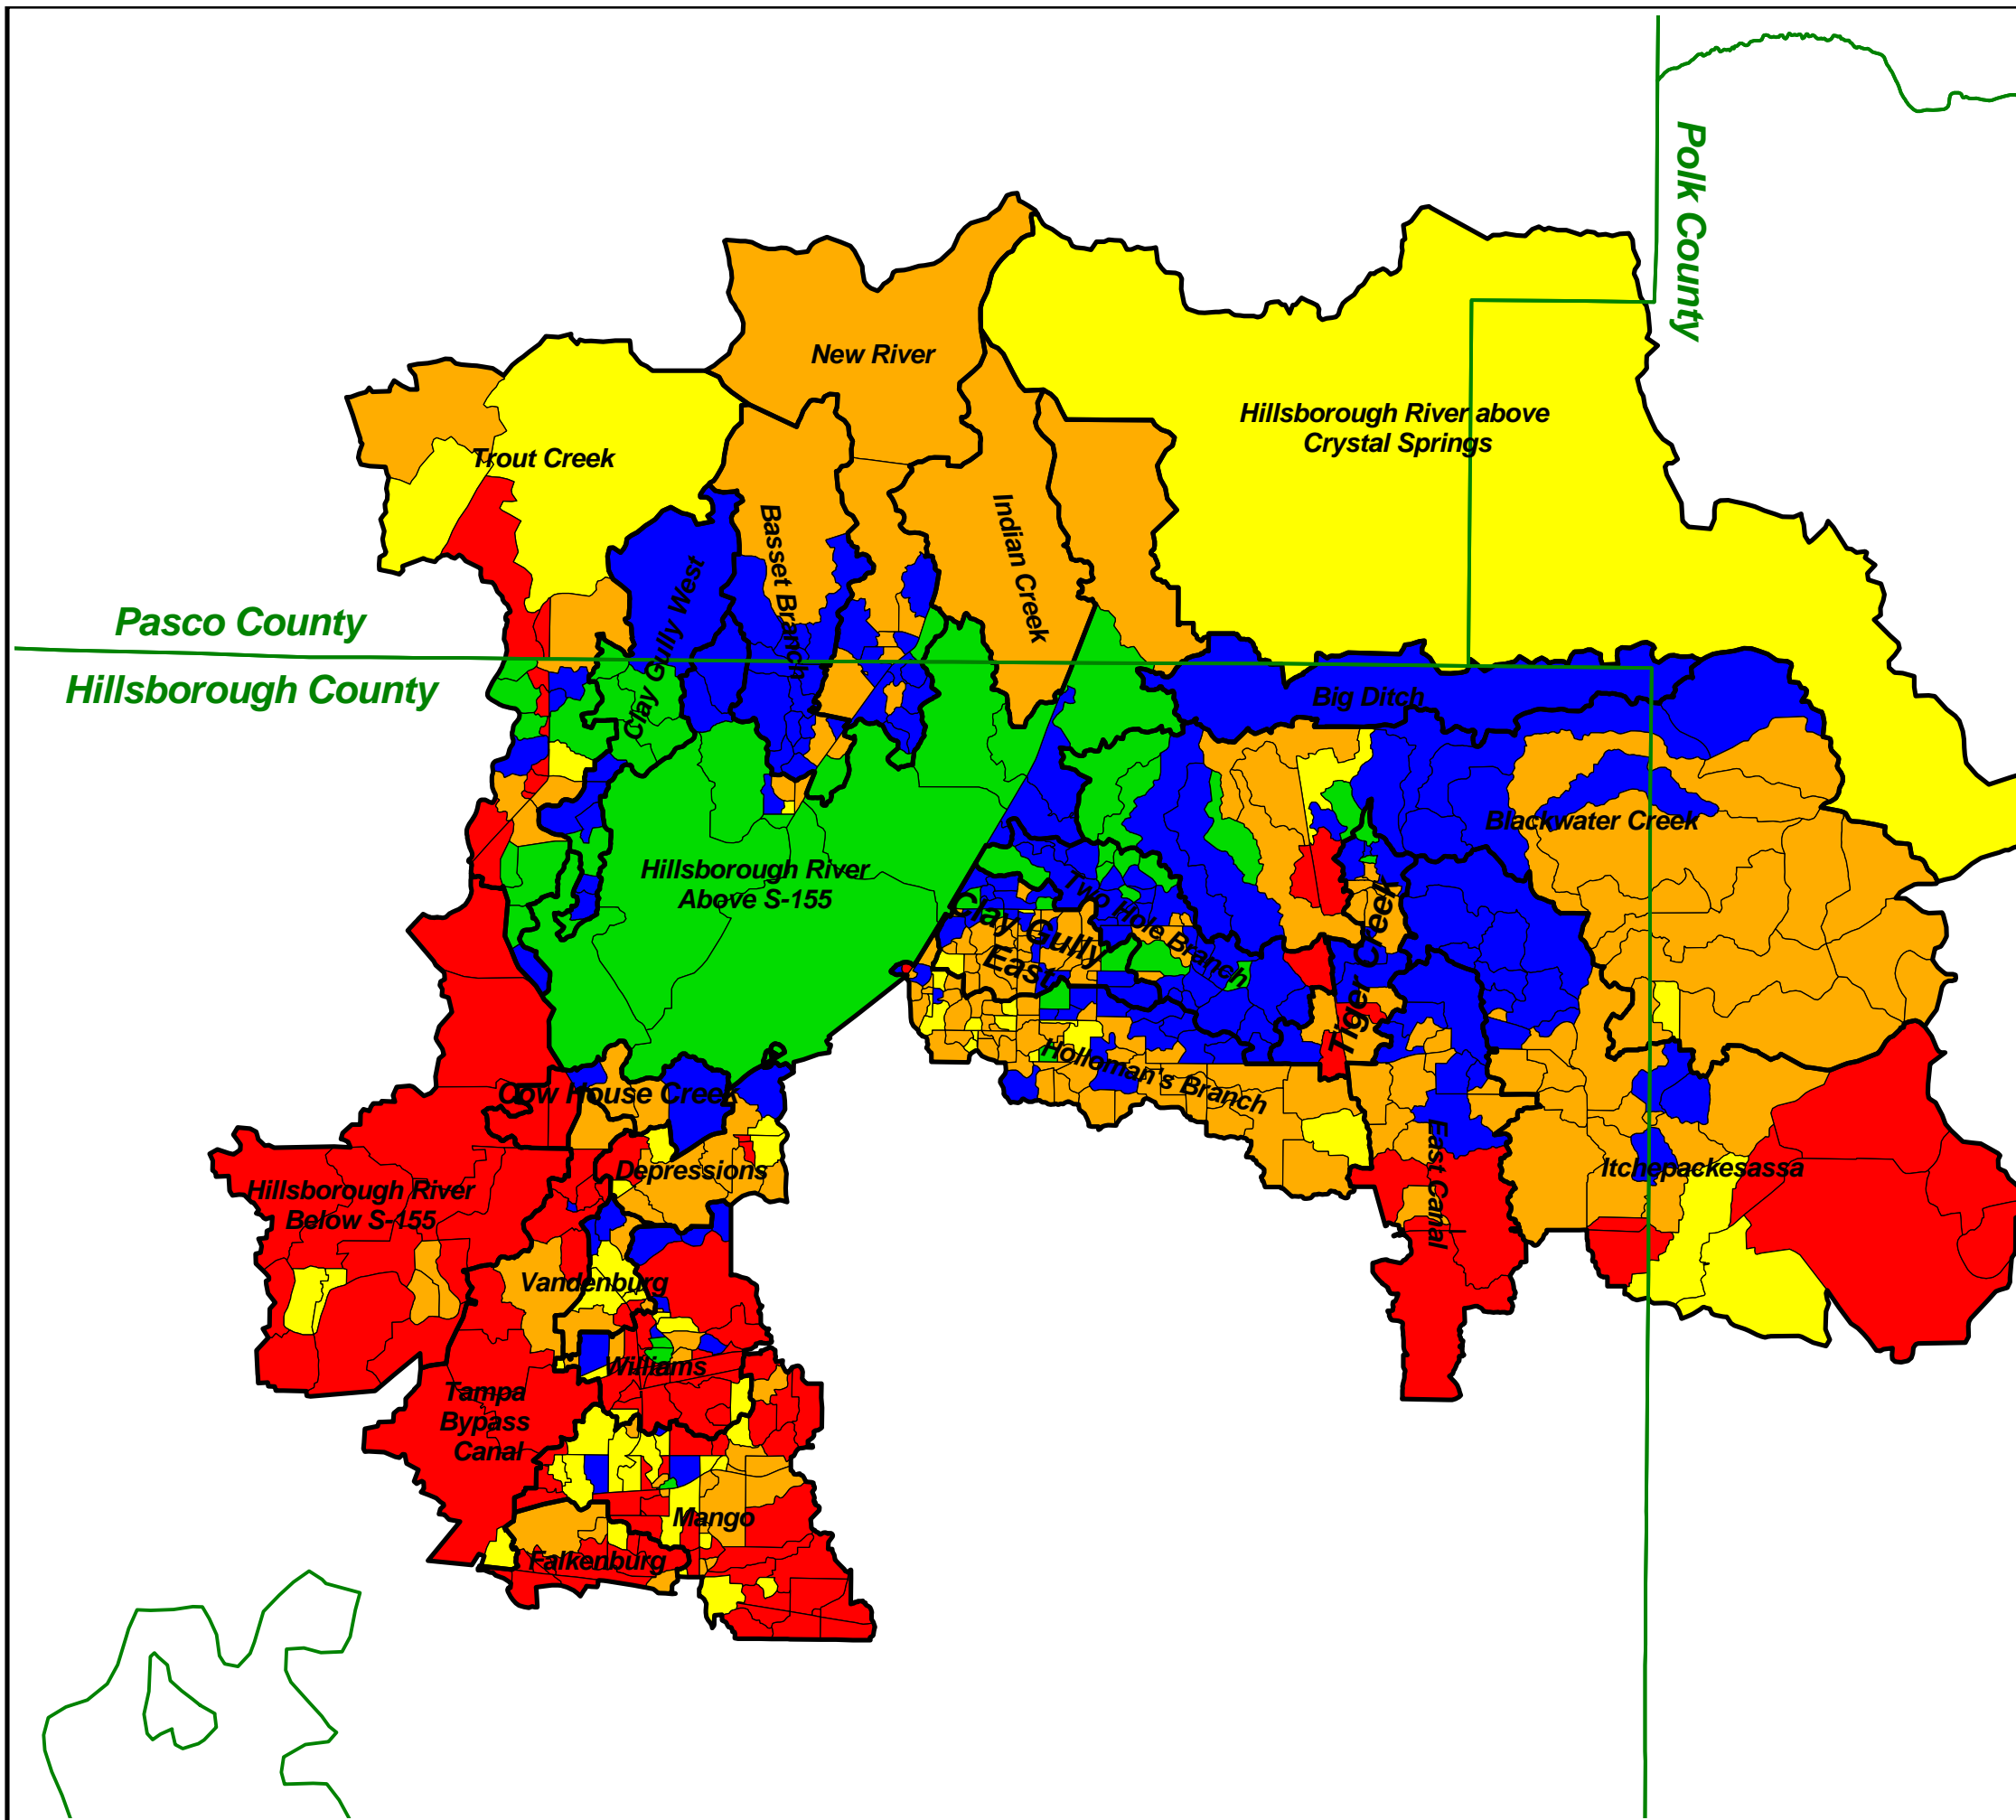 Polk County
New River
Hillsborough River above
Crystal Springs
Trout Creek
Basset Branch
Indian Creek
Clay Gully West
Pasco County
Hillsborough County
Big Ditch
Blackwater Creek
Hillsborough River
Above S-155
Two Hole Branch
Clay Gully
East
Tiger Creek
Holloman's Branch
Cow House Creek
Depressions
East Canal
Itchepackesassa
Hillsborough River
Below S-155
Vandenburg
Williams
Tampa
Bypass
Canal
Mango
Falkenburg